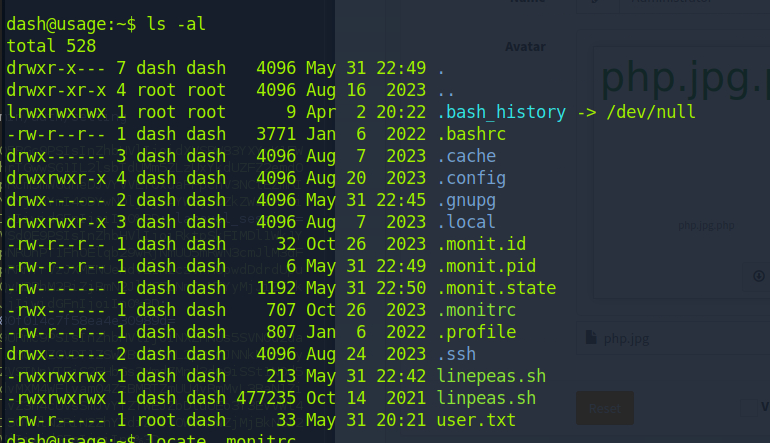 dash@usage:~$ ls -al
total 528
drwxr-x--- 7 dash dash   4096 May 31 22:49 .
drwxr-xr-x 4 root root   4096 Aug 16  2023 ..
lrwxrwxrwx 1 root root      9 Apr  2 20:22 .bash_history -> /dev/null
-rw-r--r-- 1 dash dash   3771 Jan  6  2022 .bashrc
drwx------ 3 dash dash   4096 Aug  7  2023 .cache
drwxrwxr-x 4 dash dash   4096 Aug 20  2023 .config
drwx------ 2 dash dash   4096 May 31 22:45 .gnupg
drwxrwxr-x 3 dash dash   4096 Aug  7  2023 .local
-rw-r--r-- 1 dash dash     32 Oct 26  2023 .monit.id
-rw-r--r-- 1 dash dash      6 May 31 22:49 .monit.pid
-rw------- 1 dash dash   1192 May 31 22:50 .monit.state
-rwx------ 1 dash dash    707 Oct 26  2023 .monitrc
-rw-r--r-- 1 dash dash    807 Jan  6  2022 .profile
drwx------ 2 dash dash   4096 Aug 24  2023 .ssh
-rwxrwxrwx 1 dash dash    213 May 31 22:42 linepeas.sh
-rwxrwxrwx 1 dash dash 477235 Oct 14  2021 linpeas.sh
-rw-r----- 1 root dash     33 May 31 20:21 user.txt
dash@usage:~$ locate .monitrc
Avatar
php.jpg.p
php.jpg.php
php.jpg
Reset